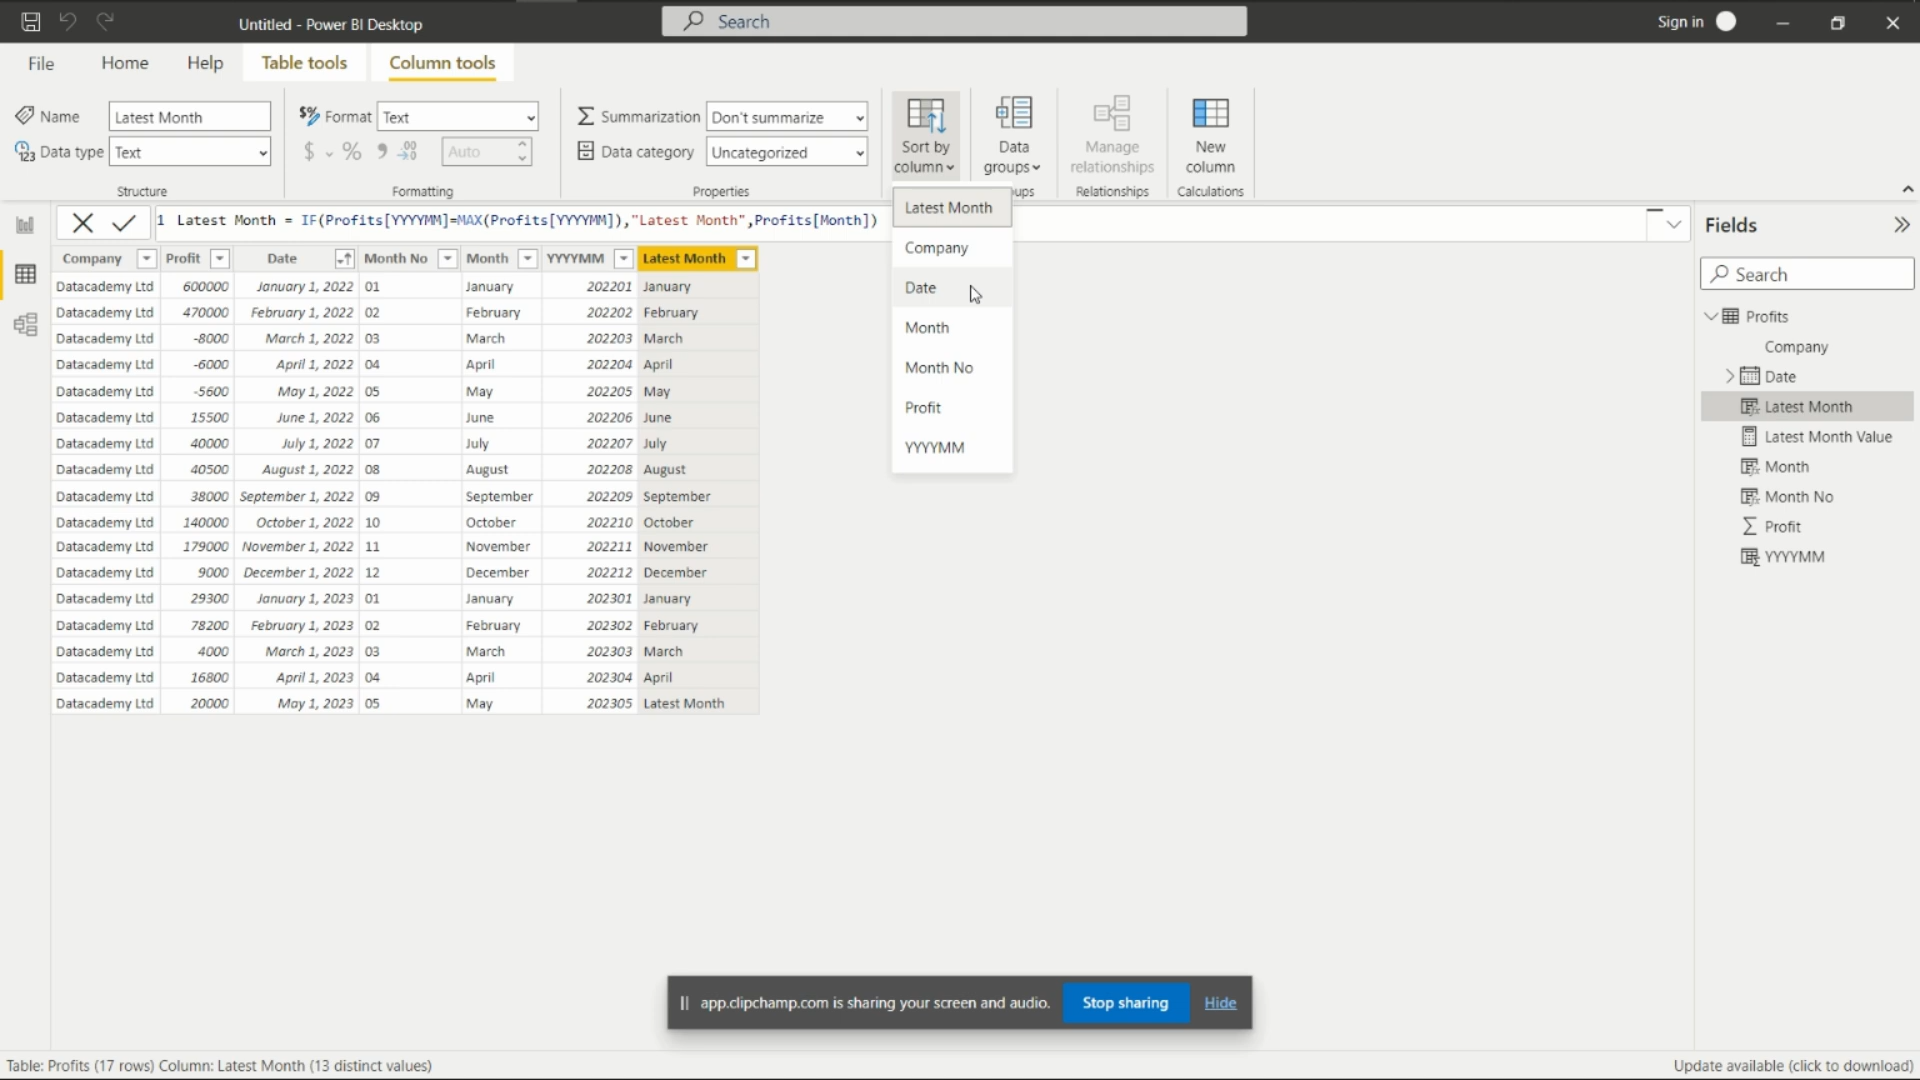 Untitled - Power BI Desktop
Search
Sign in
File Home Help Table tools Column tools
Name Latest Month
Data type Text
Structure
Format Text
$ % 9 .00 Auto
Formatting
Summarization Don't summarize
Data category Uncategorized
Properties
Sort by column
Data groups
ups
Manage relationships
Relationships
New column
Calculations
1 Latest Month = IF(Profits[YYYYMM]=MAX(Profits[YYYYMM]),"Latest Month",Profits[Month])
Latest Month
Company
Date
Month
Month No
Profit
YYYYMM
Company Profit Date Month No Month YYYYMM Latest Month
Datacademy Ltd 600000 January 1, 2022 01 January 202201 January
Datacademy Ltd 470000 February 1, 2022 02 February 202202 February
Datacademy Ltd -8000 March 1, 2022 03 March 202203 March
Datacademy Ltd -6000 April 1, 2022 04 April 202204 April
Datacademy Ltd -5600 May 1, 2022 05 May 202205 May
Datacademy Ltd 15500 June 1, 2022 06 June 202206 June
Datacademy Ltd 40000 July 1, 2022 07 July 202207 July
Datacademy Ltd 40500 August 1, 2022 08 August 202208 August
Datacademy Ltd 38000 September 1, 2022 09 September 202209 September
Datacademy Ltd 140000 October 1, 2022 10 October 202210 October
Datacademy Ltd 179000 November 1, 2022 11 November 202211 November
Datacademy Ltd 9000 December 1, 2022 12 December 202212 December
Datacademy Ltd 29300 January 1, 2023 01 January 202301 January
Datacademy Ltd 78200 February 1, 2023 02 February 202302 February
Datacademy Ltd 4000 March 1, 2023 03 March 202303 March
Datacademy Ltd 16800 April 1, 2023 04 April 202304 April
Datacademy Ltd 20000 May 1, 2023 05 May 202305 Latest Month
Fields
Search
Profits
Company
Date
Latest Month
Latest Month Value
Month
Month No
Profit
YYYYMM
app.clipchamp.com is sharing your screen and audio. Stop sharing Hide
Table: Profits (17 rows) Column: Latest Month (13 distinct values)
Update available (click to download)